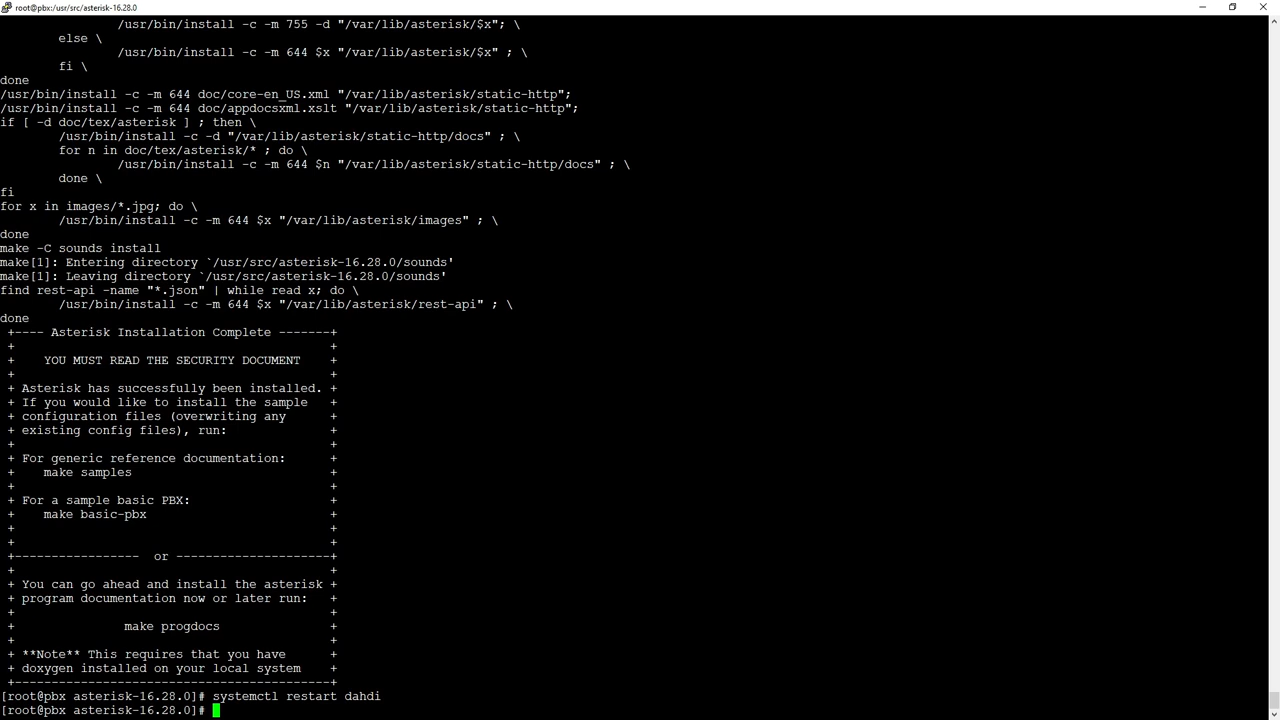 root@pbx:/usr/src/asterisk-16.28.0
/usr/bin/install -c -m 755 -d "/var/lib/asterisk/$x"; \
else \
/usr/bin/install -c -m 644 $x "/var/lib/asterisk/$x" ; \
fi \
done
/usr/bin/install -c -m 644 doc/core-en_US.xml "/var/lib/asterisk/static-http";
/usr/bin/install -c -m 644 doc/appdocsxml.xslt "/var/lib/asterisk/static-http";
if [ -d doc/tex/asterisk ] ; then \
/usr/bin/install -c -d "/var/lib/asterisk/static-http/docs" ; \
for n in doc/tex/asterisk/* ; do \
/usr/bin/install -c -m 644 $n "/var/lib/asterisk/static-http/docs" ; \
done \
fi
for x in images/*.jpg; do \
/usr/bin/install -c -m 644 $x "/var/lib/asterisk/images" ; \
done
make -C sounds install
make[1]: Entering directory `/usr/src/asterisk-16.28.0/sounds'
make[1]: Leaving directory `/usr/src/asterisk-16.28.0/sounds'
find rest-api -name "*.json" | while read x; do \
/usr/bin/install -c -m 644 $x "/var/lib/asterisk/rest-api" ; \
done
+---- Asterisk Installation Complete -------+
+ +
+ YOU MUST READ THE SECURITY DOCUMENT +
+ +
+ Asterisk has successfully been installed. +
+ If you would like to install the sample +
+ configuration files (overwriting any +
+ existing config files), run: +
+ +
+ For generic reference documentation: +
+ make samples +
+ +
+ For a sample basic PBX: +
+ make basic-pbx +
+ +
+ +
+----------------- or ---------------------+
+ +
+ You can go ahead and install the asterisk +
+ program documentation now or later run: +
+ +
+ make progdocs +
+ +
+ **Note** This requires that you have +
+ doxygen installed on your local system +
+-------------------------------------------+
[root@pbx asterisk-16.28.0]# systemctl restart dahdi
[root@pbx asterisk-16.28.0]#